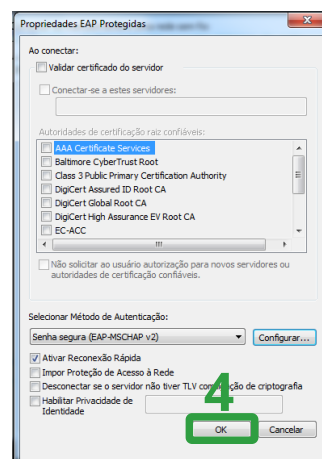 Propriedades EAP Protegidas
Ao conectar:
Validar certificado do servidor
Conectar-se a estes servidores:
Autoridades de certificação raiz confiáveis:
AAA Certificate Services
Baltimore CyberTrust Root
Class 3 Public Primary Certification Authority
DigiCert Assured ID Root CA
DigiCert Global Root CA
DigiCert High Assurance EV Root CA
EC-ACC
Não solicitar ao usuário autorização para novos servidores ou
autoridades de certificação confiáveis.
Selecionar Método de Autenticação:
Senha segura (EAP-MSCHAP v2) Configurar...
Ativar Reconexão Rápida
Impor Proteção de Acesso à Rede
Desconectar se o servidor não tiver TLV de criptografia
Habilitar Privacidade de
Identidade
4
OK Cancelar